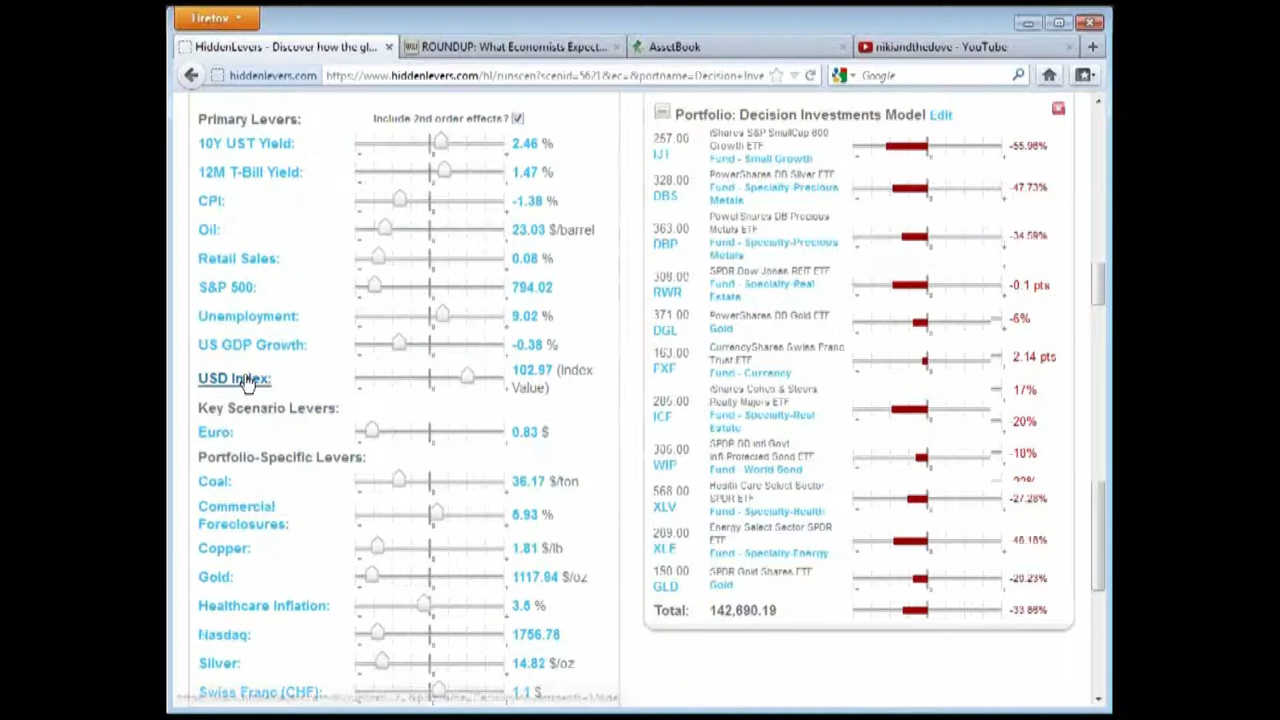 Firefox
HiddenLevers - Discover how the gl...
ROUNDUP: What Economists Expect...
AssetBook
nikiandthedove - YouTube
hiddenlevers.com
https://www.hiddenlevers.com/hl/runscen?scenid=5621&ec=&portname=Decision+Inve
Google
Primary Levers:
Include 2nd order effects?
10Y UST Yield:
2.46 %
12M T-Bill Yield:
1.47 %
CPI:
-1.38 %
Oil:
23.03 $/barrel
Retail Sales:
0.08 %
S&P 500:
794.02
Unemployment:
9.02 %
US GDP Growth:
-0.38 %
USD Index:
102.97 (Index
Value)
Key Scenario Levers:
Euro:
0.83 $
Portfolio-Specific Levers:
Coal:
36.17 $/ton
Commercial
Foreclosures:
6.93 %
Copper:
1.81 $/lb
Gold:
1117.94 $/oz
Healthcare Inflation:
3.5 %
Nasdaq:
1756.78
Silver:
14.82 $/oz
Swiss Franc (CHF):
1.1 $
Portfolio: Decision Investments Model Edit
257.00
IJT
iShares S&P SmallCap 600
Growth ETF
Fund - Small Growth
-55.96%
328.00
DBS
PowerShares DB Silver ETF
Fund - Specialty-Precious
Metals
-47.73%
363.00
DBP
PowerShares DB Precious
Metals ETF
Fund - Specialty-Precious
Metals
-34.59%
308.00
RWR
SPDR Dow Jones REIT ETF
Fund - Specialty-Real
Estate
-0.1 pts
371.00
DGL
PowerShares DB Gold ETF
Gold
-6%
163.00
FXF
CurrencyShares Swiss Franc
Trust ETF
Fund - Currency
2.14 pts
17%
ICF
iShares Cohen & Steers
Realty Majors ETF
Fund - Specialty-Real
Estate
-20%
WIP
SPDR DB Intl Govt
Infl-Protected Bond ETF
Fund - World Bond
-18%
568.00
XLV
Health Care Select Sector
SPDR ETF
Fund - Specialty-Health
-27.28%
209.00
XLE
Energy Select Sector SPDR
ETF
Fund - Specialty-Energy
-46.16%
150.00
GLD
SPDR Gold Shares ETF
Gold
-20.23%
Total:
142,690.19
-33.86%